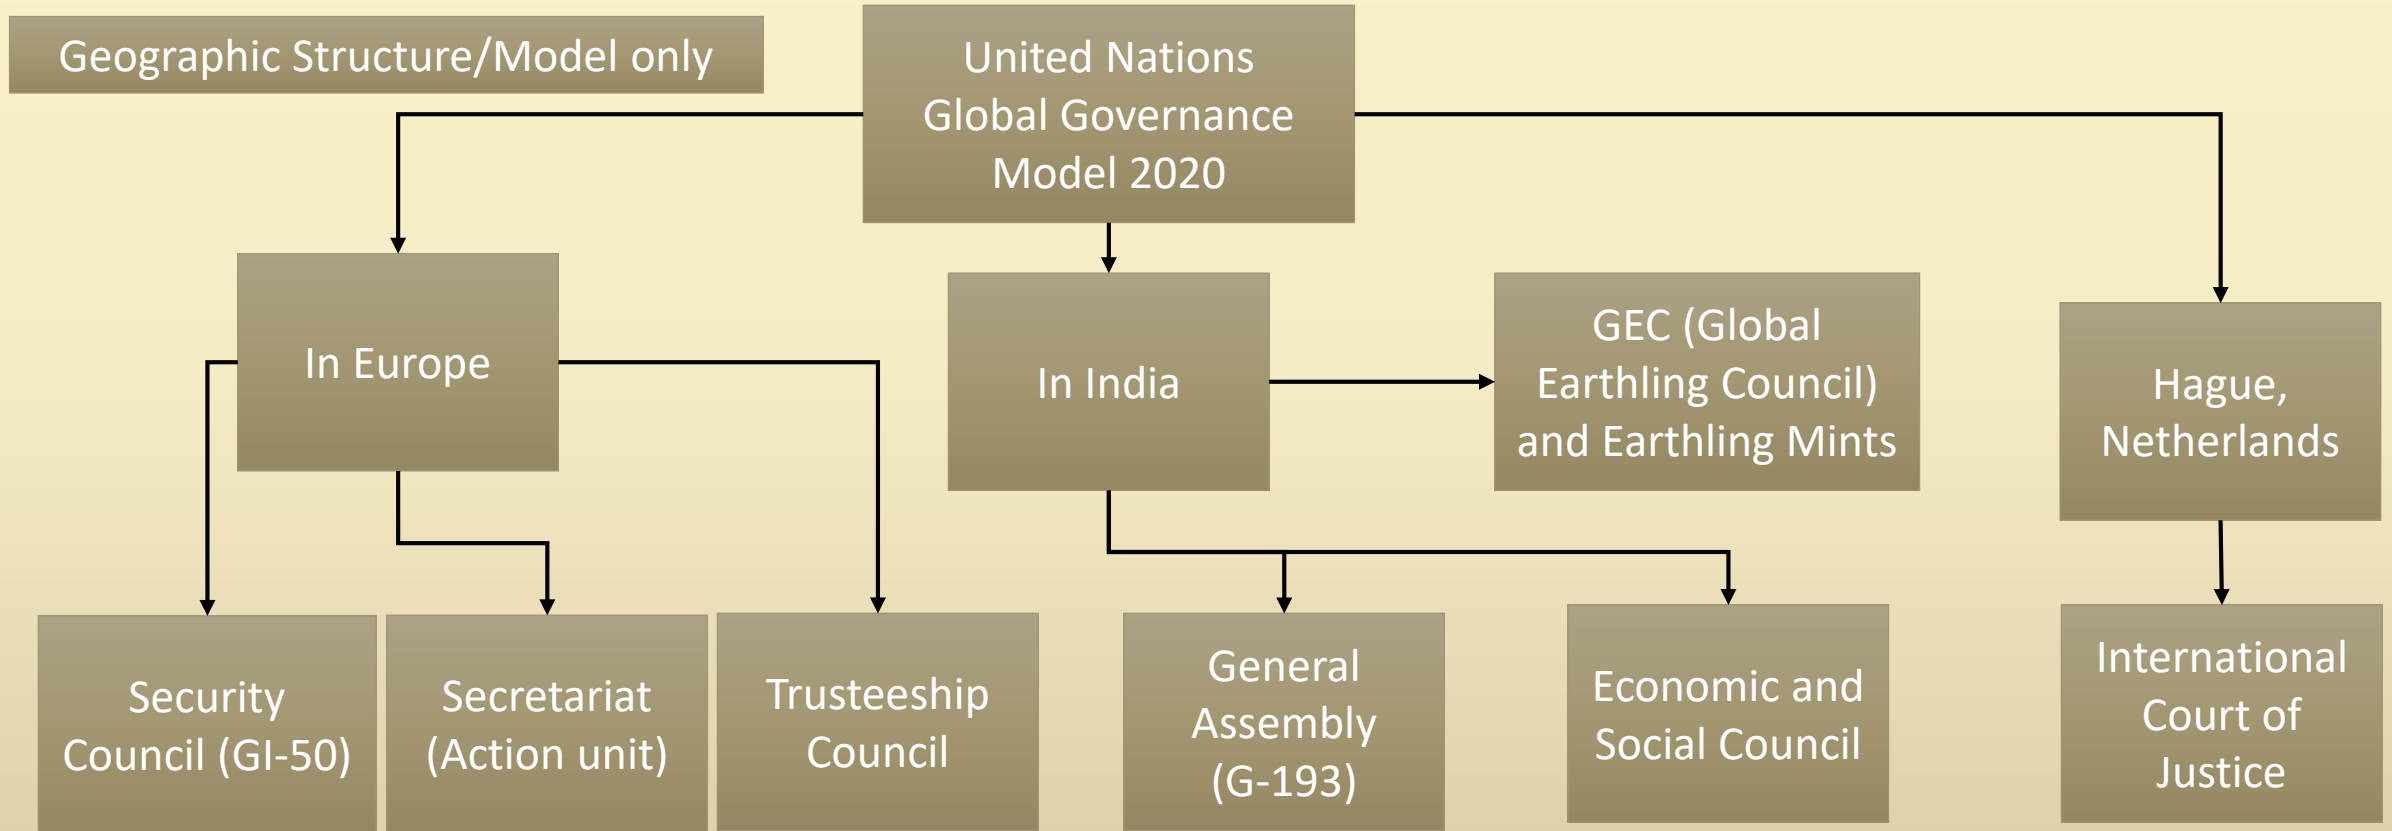 Geographic Structure/Model only
United Nations
Global Governance
Model 2020
In Europe
In India
GEC (Global
Earthling Council)
and Earthling Mints
Hague,
Netherlands
Security
Council (GI-50)
Secretariat
(Action unit)
Trusteeship
Council
General
Assembly
(G-193)
Economic and
Social Council
International
Court of
Justice